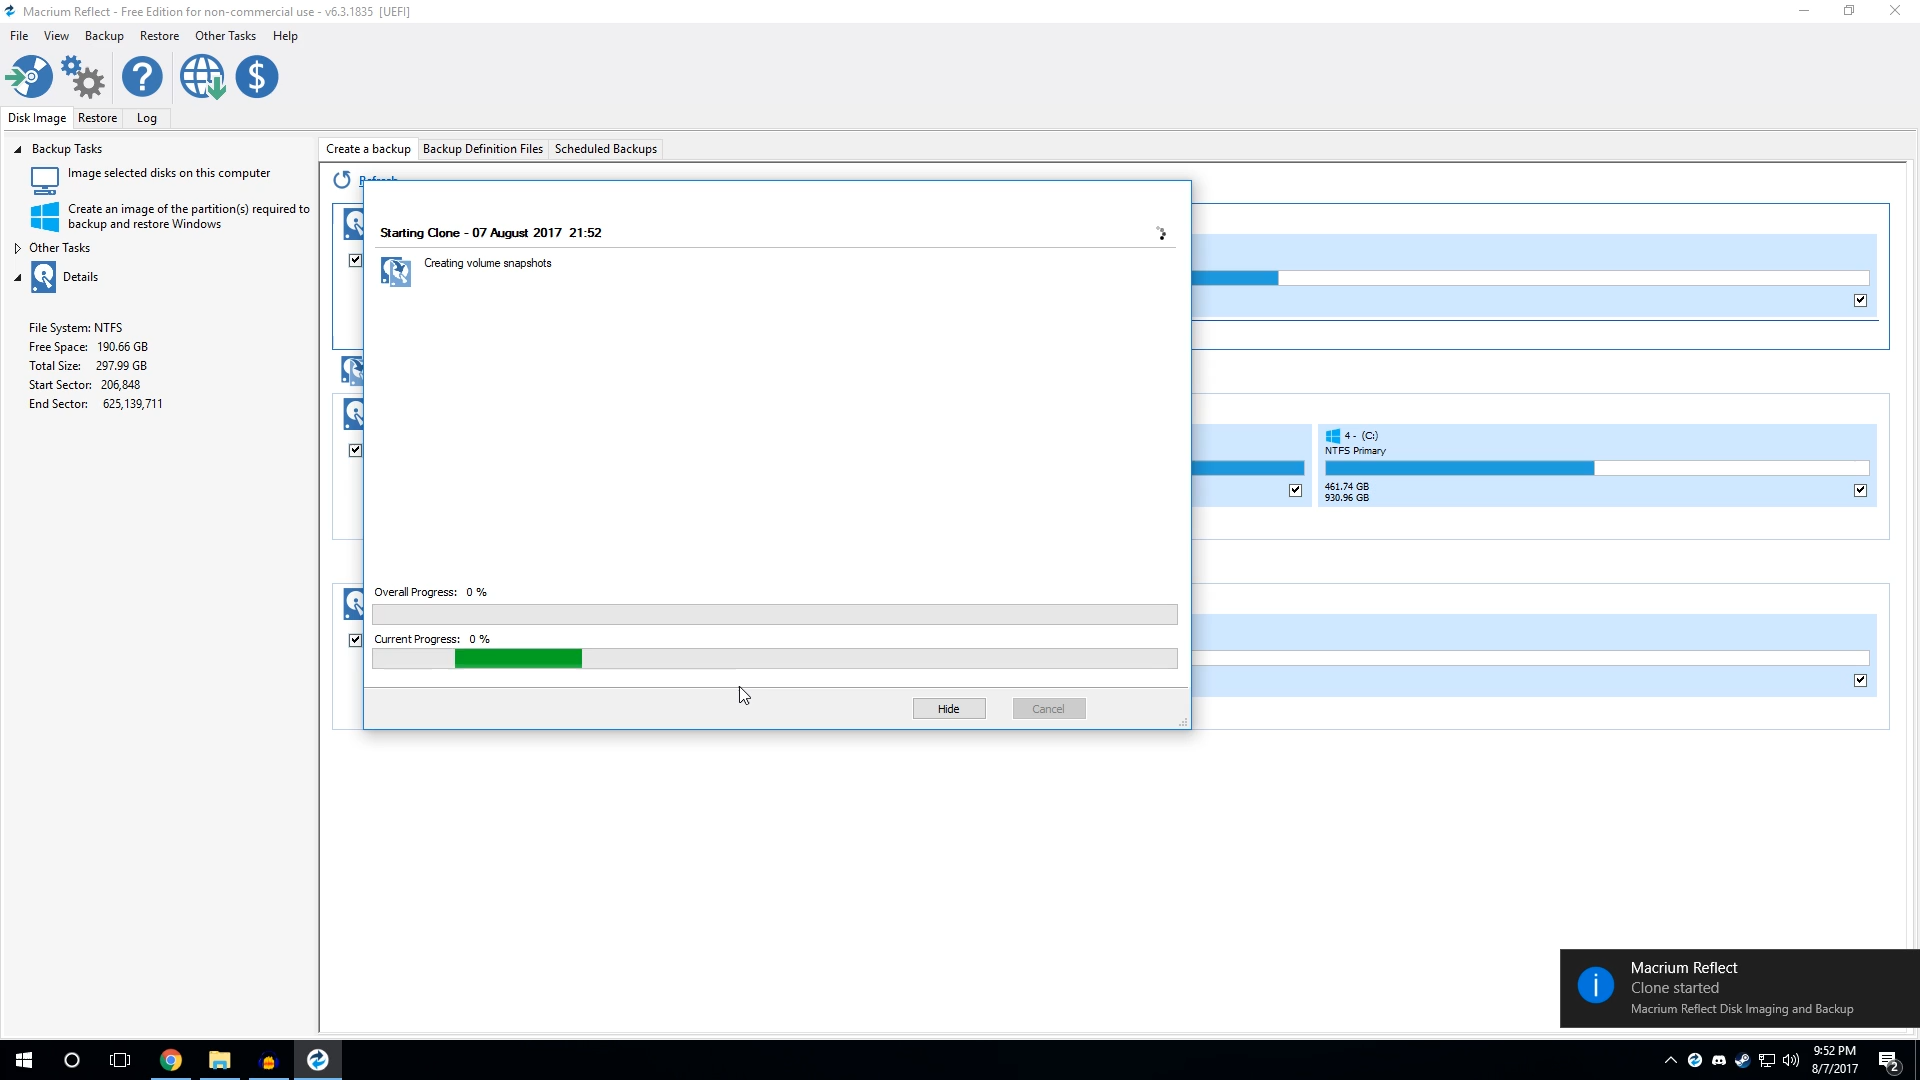 Macrium Reflect - Free Edition for non-commercial use - v6.3.1835 [UEFI]
File View Backup Restore Other Tasks Help
Disk Image Restore Log
Backup Tasks
Image selected disks on this computer
Create an image of the partition(s) required to
backup and restore Windows
Other Tasks
Details
File System: NTFS
Free Space: 190.66 GB
Total Size: 297.99 GB
Start Sector: 206,848
End Sector: 625,139,711
Create a backup Backup Definition Files Scheduled Backups
Refresh
Starting Clone - 07 August 2017 21:52
Creating volume snapshots
4 - (C:)
NTFS Primary
461.74 GB
930.96 GB
Overall Progress: 0 %
Current Progress: 0 %
Hide Cancel
Macrium Reflect
Clone started
Macrium Reflect Disk Imaging and Backup
9:52 PM
8/7/2017
2